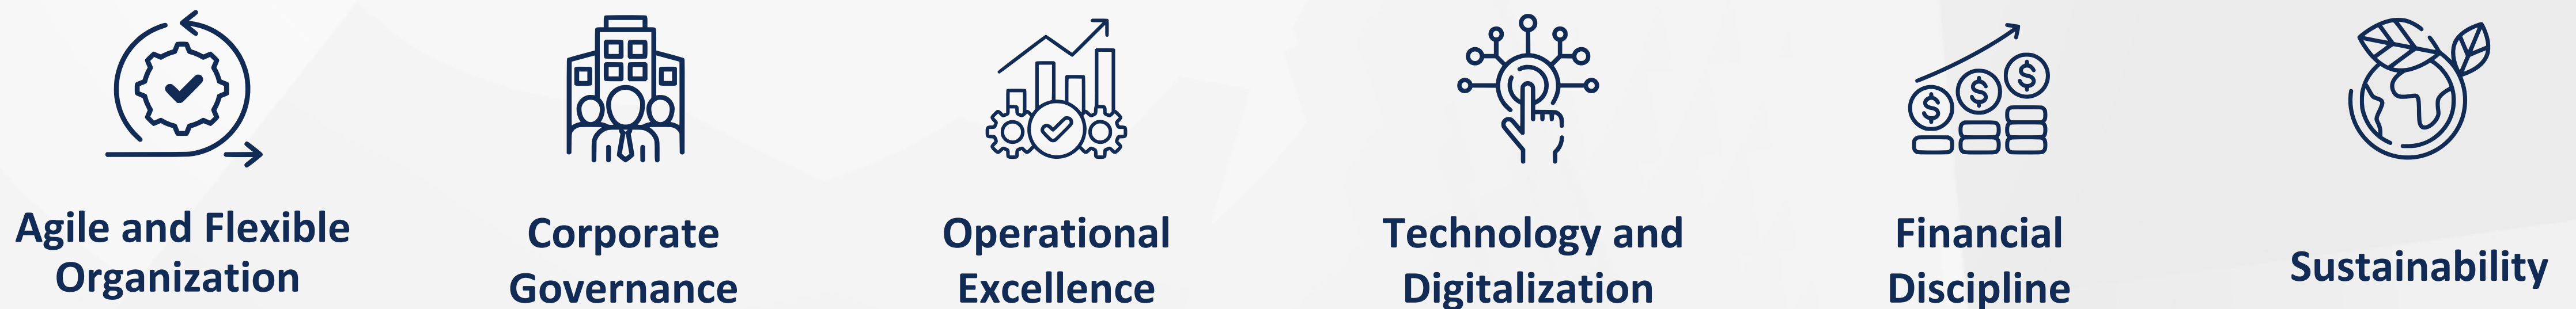 Agile and Flexible
Organization
Corporate
Governance
Operational
Excellence
Technology and
Digitalization
Financial
Discipline
Sustainability